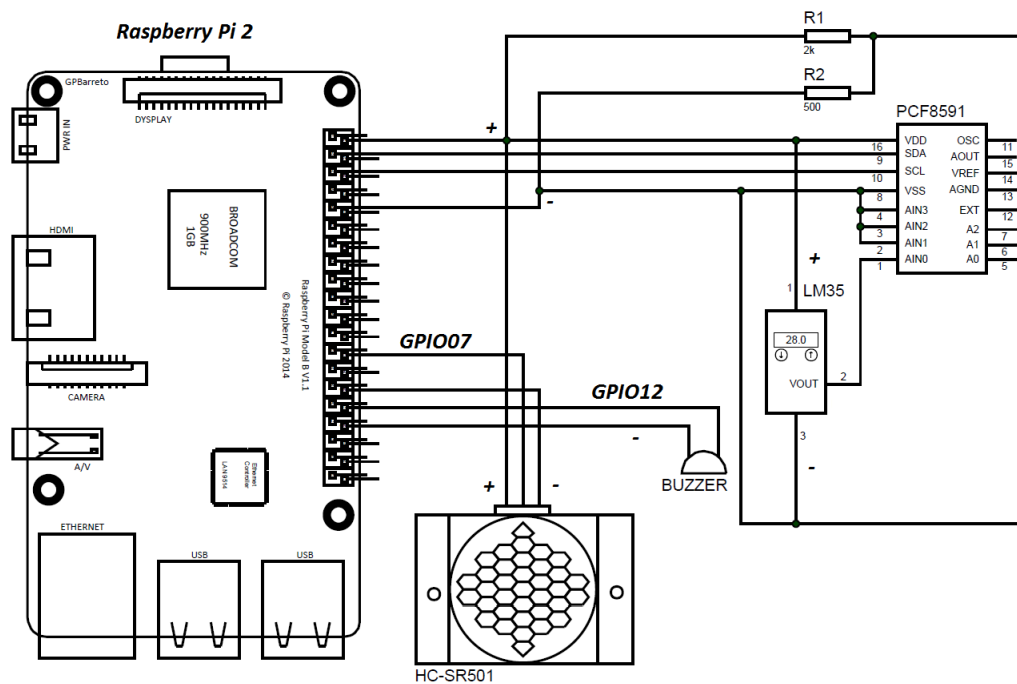 Raspberry Pi 2
GPBarreto
DYSPLAY
PWR IN
HDMI
BROADCOM
900MHz
1GB
Raspberry Pi Model B V1.1
© Raspberry Pi 2014
CAMERA
A/V
Ethernet
Controller
LAN9514
ETHERNET
USB
USB
R1
2k
R2
500
+
-
PCF8591
VDD
SDA
SCL
VSS
AIN3
AIN2
AIN1
AIN0
16
9
10
8
4
3
2
1
OSC
AOUT
VREF
AGND
EXT
A2
A1
A0
11
15
14
13
12
7
6
5
+
1
LM35
28.0
VOUT
2
3
-
GPIO07
GPIO12
-
BUZZER
+
-
HC-SR501